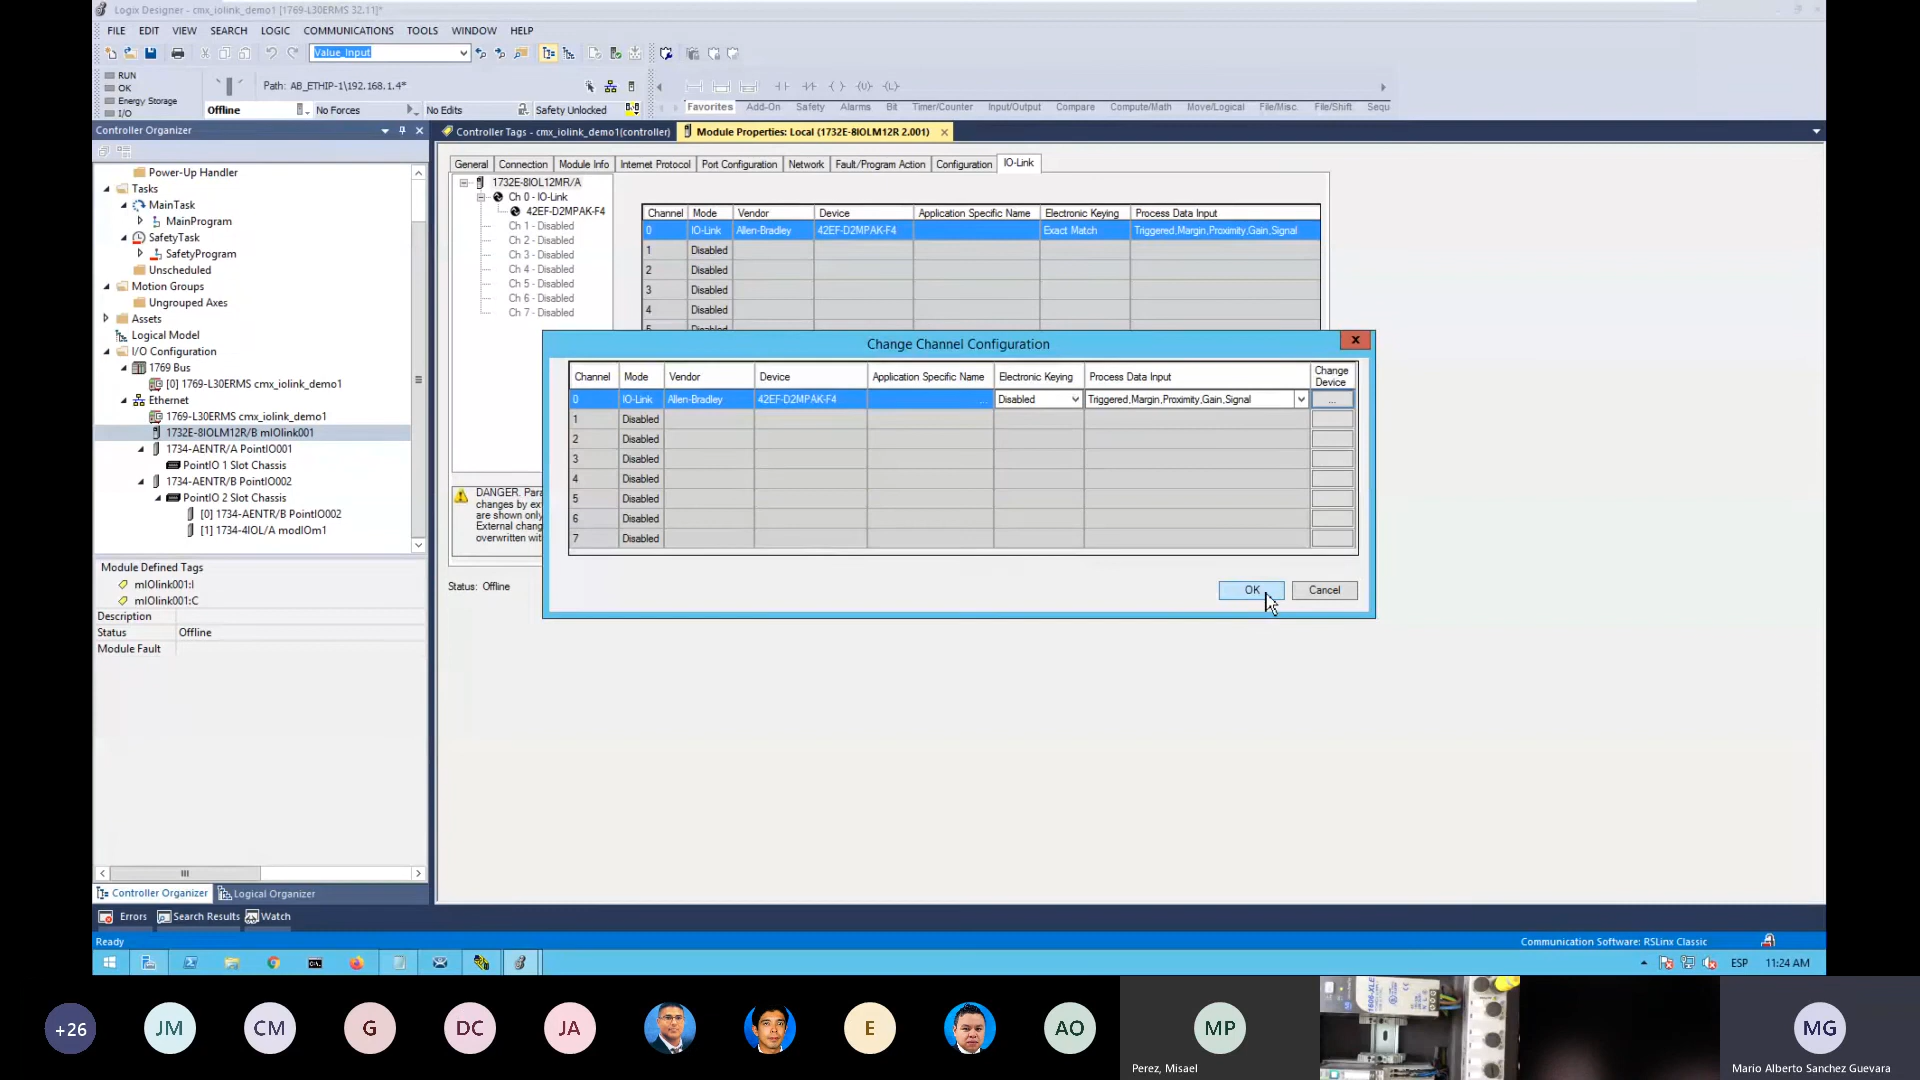 Logix Designer - cmx_iolink_demo1 [1769-L30ERMS 32.11]*
FILE EDIT VIEW SEARCH LOGIC COMMUNICATIONS TOOLS WINDOW HELP
Value_Input
RUN
OK
Energy Storage
I/O
Path: AB_ETHIP-1\192.168.1.4*
Offline No Forces No Edits Safety Unlocked
Favorites Add-On Safety Alarms Bit Timer/Counter Input/Output Compare Compute/Math Move/Logical File/Misc. File/Shift Sequ
Controller Organizer
Controller Tags - cmx_iolink_demo1(controller)
Module Properties: Local (1732E-8IOLM12R 2.001)
Power-Up Handler
Tasks
MainTask
MainProgram
SafetyTask
SafetyProgram
Unscheduled
Motion Groups
Ungrouped Axes
Assets
Logical Model
I/O Configuration
1769 Bus
[0] 1769-L30ERMS cmx_iolink_demo1
Ethernet
1769-L30ERMS cmx_iolink_demo1
1732E-8IOLM12R/B mIOlink001
1734-AENTR/A PointIO001
PointIO 1 Slot Chassis
1734-AENTR/B PointIO002
PointIO 2 Slot Chassis
[0] 1734-AENTR/B PointIO002
[1] 1734-4IOL/A modIOm1
Module Defined Tags
mIOlink001:I
mIOlink001:C
Description
Status Offline
Module Fault
Controller Organizer Logical Organizer
General Connection Module Info Internet Protocol Port Configuration Network Fault/Program Action Configuration IO-Link
1732E-8IOL12MR/A
Ch 0 - IO-Link
42EF-D2MPAK-F4
Ch 1 - Disabled
Ch 2 - Disabled
Ch 3 - Disabled
Ch 4 - Disabled
Ch 5 - Disabled
Ch 6 - Disabled
Ch 7 - Disabled
Channel Mode Vendor Device Application Specific Name Electronic Keying Process Data Input
0 IO-Link Allen-Bradley 42EF-D2MPAK-F4 Exact Match Triggered,Margin,Proximity,Gain,Signal
1 Disabled
2 Disabled
3 Disabled
4 Disabled
5 Disabled
DANGER. Para
changes by ext
are shown only
External chang
overwritten wit
Status: Offline
Change Channel Configuration
Channel Mode Vendor Device Application Specific Name Electronic Keying Process Data Input Change Device
0 IO-Link Allen-Bradley 42EF-D2MPAK-F4 ... Disabled Triggered,Margin,Proximity,Gain,Signal ...
1 Disabled
2 Disabled
3 Disabled
4 Disabled
5 Disabled
6 Disabled
7 Disabled
OK Cancel
Errors Search Results Watch
Ready Communication Software: RSLinx Classic
ESP 11:24 AM
+26 JM CM G DC JA E AO MP MG
Perez, Misael
Mario Alberto Sanchez Guevara